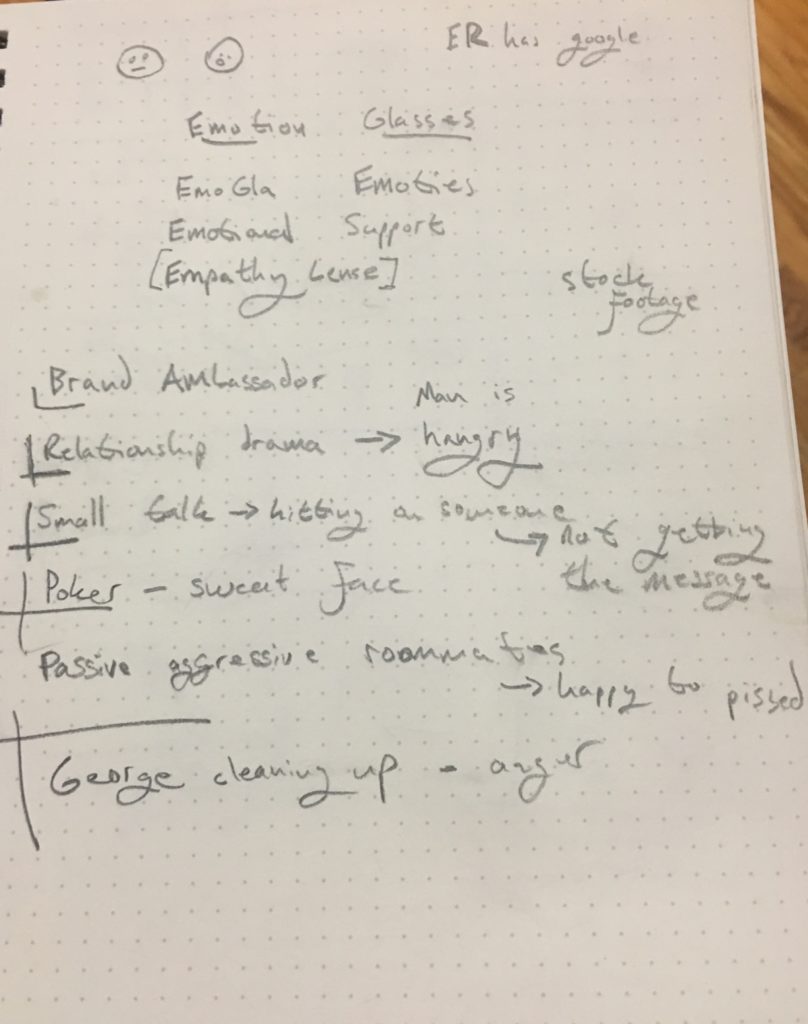 ER has google
Emotion Glasses
EmoGla Emoties
Emotional Support
[Empathy Lense]
stock
footage
Brand Ambassador
Man is
Relationship drama → hangry
Small talk → hitting on someone
→ not getting
the message
Poker - sweet face
Passive aggressive roommates
→ happy to pissed
George cleaning up - anger